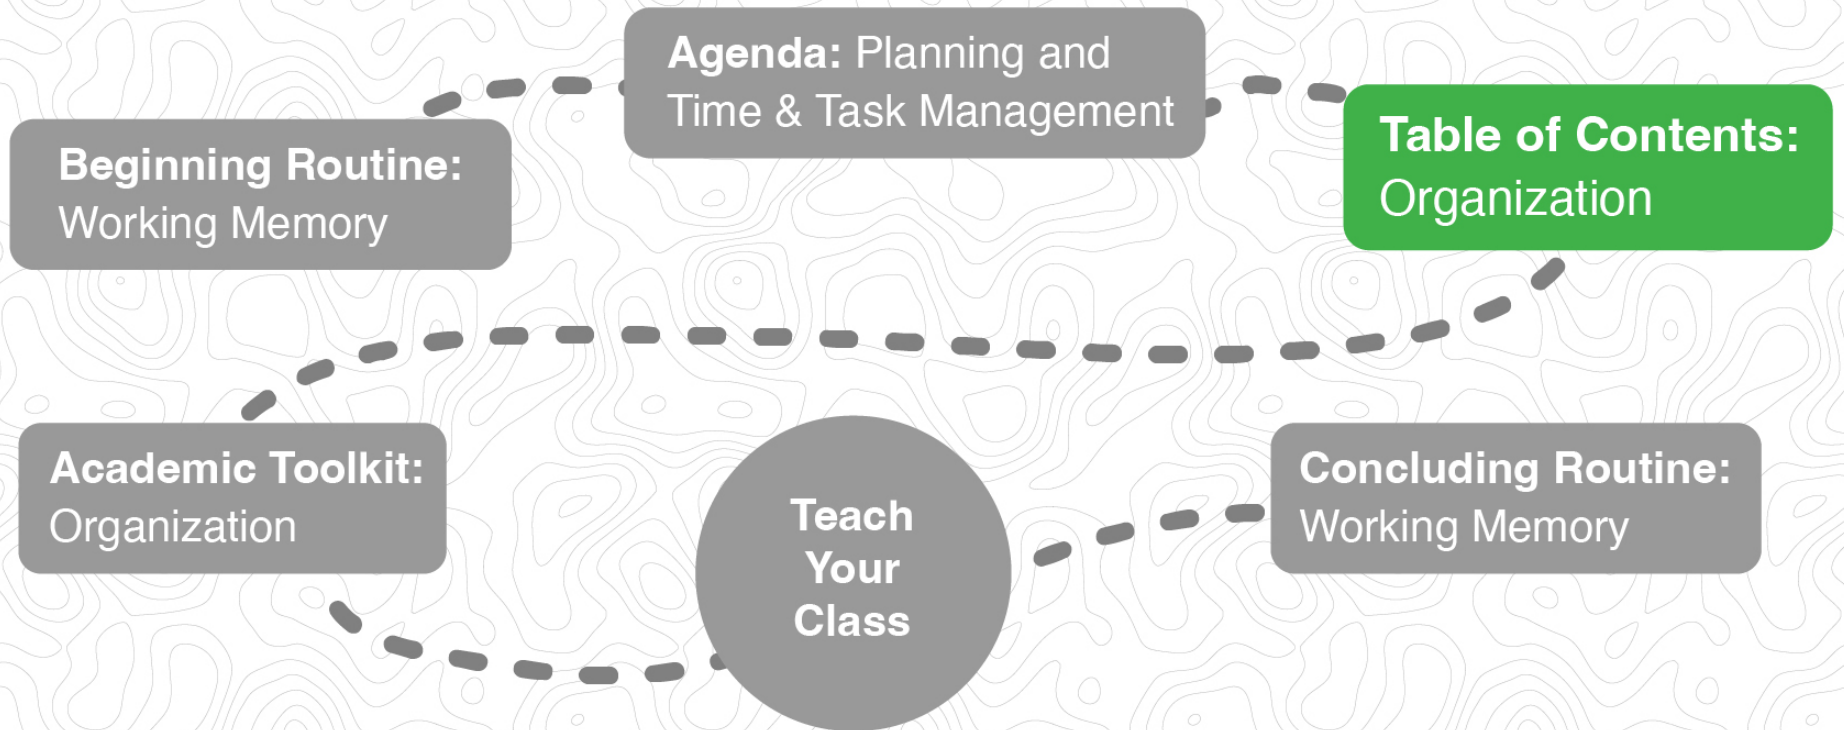 Agenda: Planning and
Time & Task Management
Table of Contents:
Organization
Beginning Routine:
Working Memory
Academic Toolkit:
Organization
Teach
Your
Class
Concluding Routine:
Working Memory